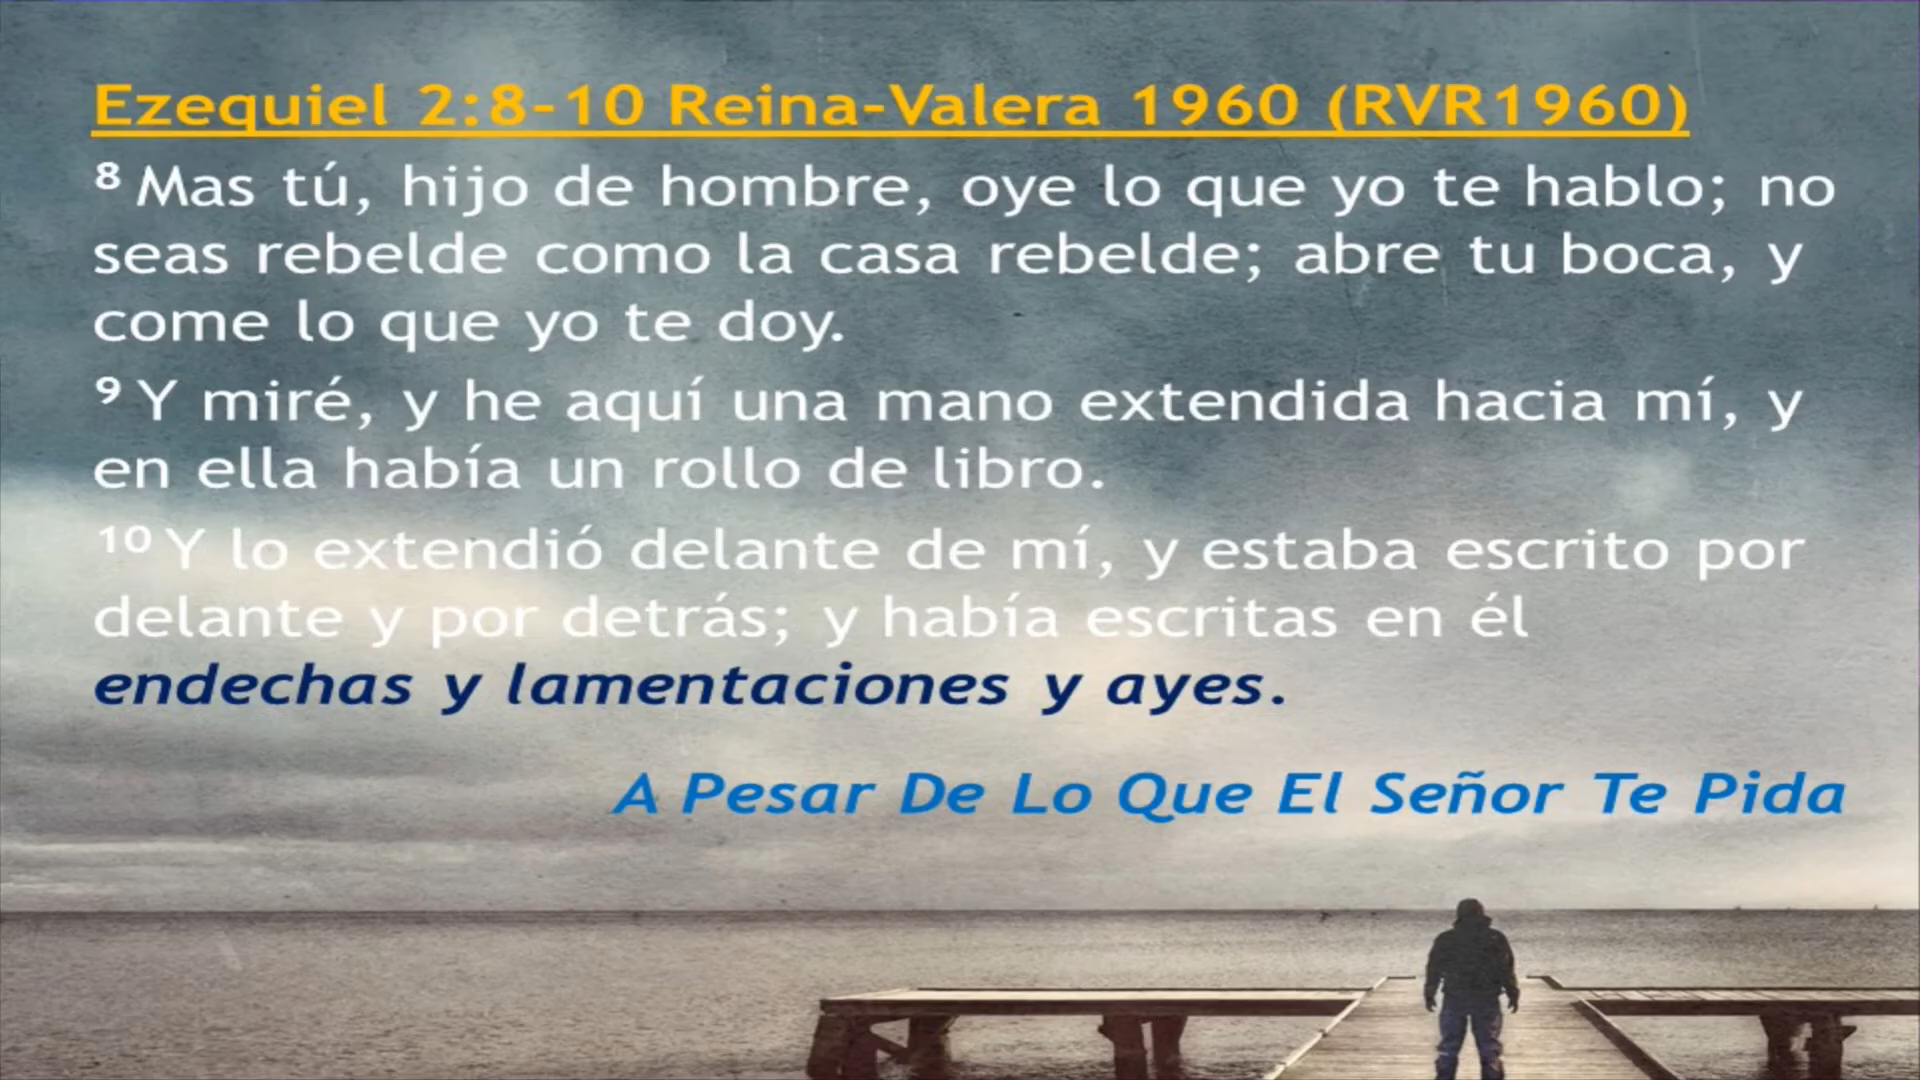 Ezequiel 2:8-10 Reina-Valera 1960 (RVR1960)
8 Mas tú, hijo de hombre, oye lo que yo te hablo; no
seas rebelde como la casa rebelde; abre tu boca, y
come lo que yo te doy.
9 Y miré, y he aquí una mano extendida hacia mí, y
en ella había un rollo de libro.
10 Y lo extendió delante de mí, y estaba escrito por
delante y por detrás; y había escritas en él
endechas y lamentaciones y ayes.
A Pesar De Lo Que El Señor Te Pida